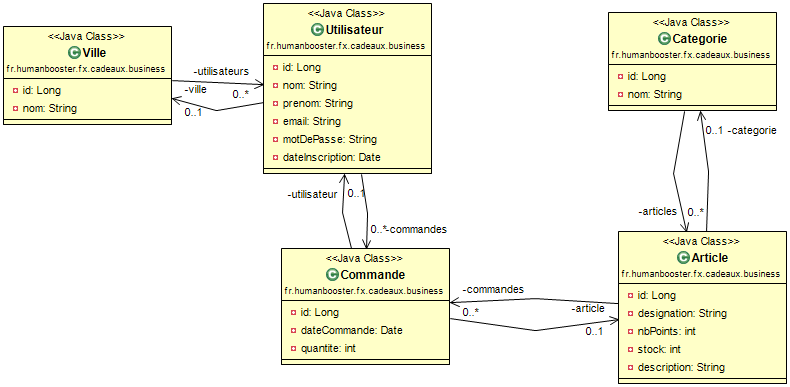 <<Java Class>>
Ville
fr.humanbooster.fx.cadeaux.business
id: Long
nom: String
<<Java Class>>
Utilisateur
fr.humanbooster.fx.cadeaux.business
id: Long
nom: String
prenom: String
email: String
motDePasse: String
dateInscription: Date
<<Java Class>>
Categorie
fr.humanbooster.fx.cadeaux.business
id: Long
nom: String
-utilisateurs
0..*
-ville
0..1
-utilisateur
0..1
0..*
-commandes
0..1
-categorie
-articles
0..*
<<Java Class>>
Commande
fr.humanbooster.fx.cadeaux.business
id: Long
dateCommande: Date
quantite: int
-commandes
0..*
-article
0..1
<<Java Class>>
Article
fr.humanbooster.fx.cadeaux.business
id: Long
designation: String
nbPoints: int
stock: int
description: String